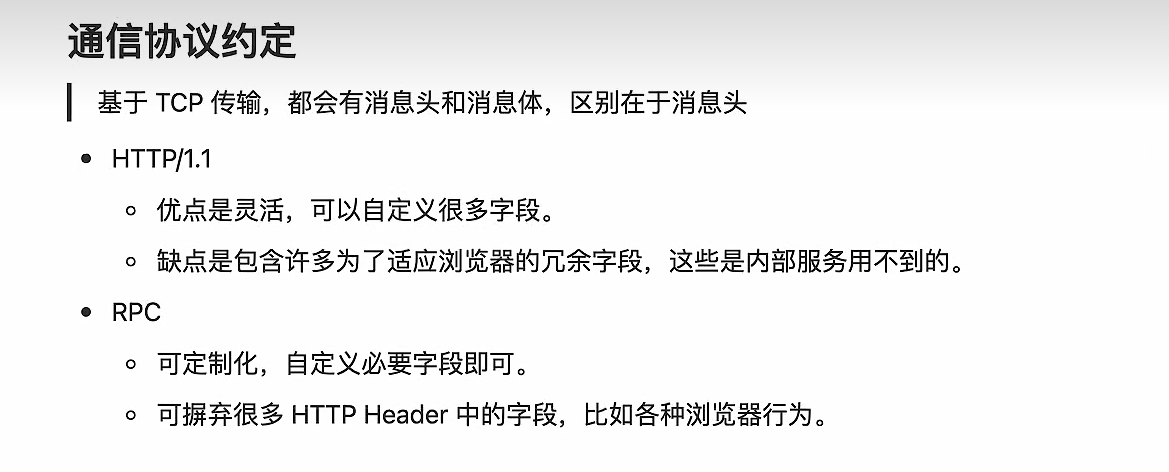 通信协议约定
基于 TCP 传输，都会有消息头和消息体，区别在于消息头
HTTP/1.1
优点是灵活，可以自定义很多字段。
缺点是包含许多为了适应浏览器的冗余字段，这些是内部服务用不到的。
RPC
可定制化，自定义必要字段即可。
可摒弃很多 HTTP Header 中的字段，比如各种浏览器行为。